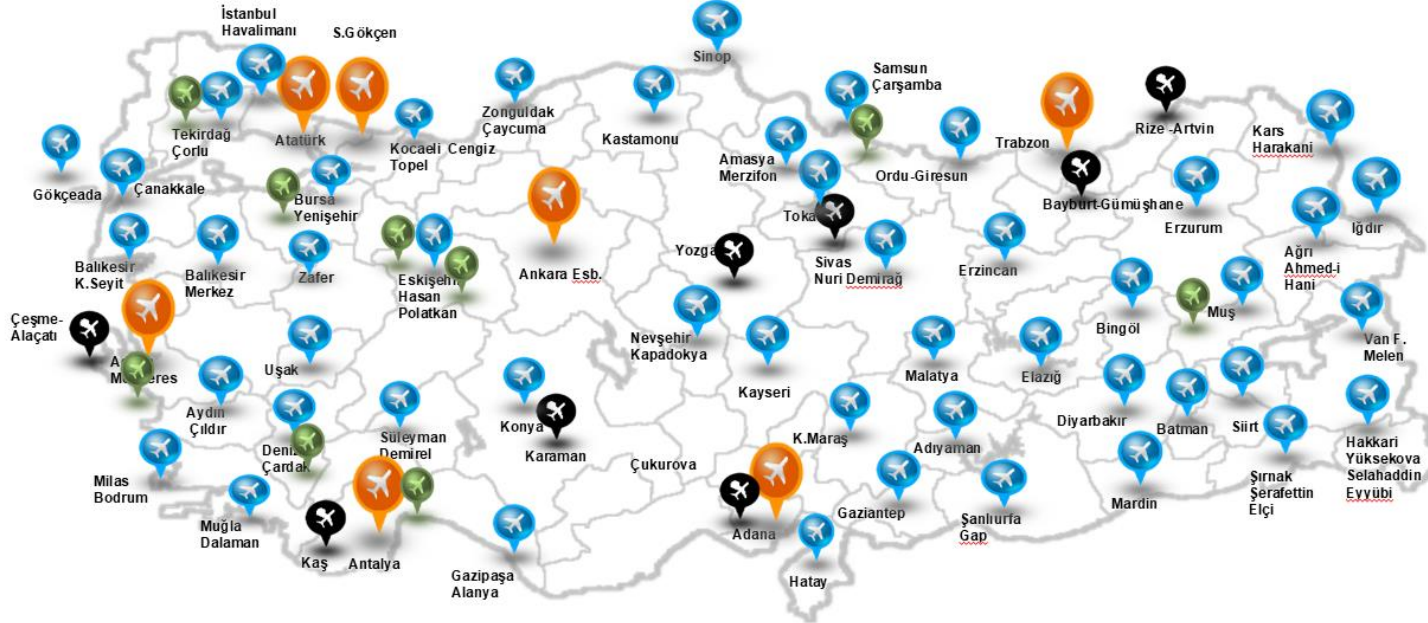 İstanbul
Havalimanı
S.Gökçen
Sinop
Samsun
Çarşamba
Zonguldak
Çaycuma
Kastamonu
Tekirdağ
Çorlu
Atatürk
Kocaeli Cengiz
Topel
Amasya
Merzifon
Trabzon
Rize -Artvin
Kars
Harakani
Gökçeada
Çanakkale
Bursa
Yenişehir
Ordu-Giresun
Bayburt-Gümüşhane
Erzurum
Iğdır
Toka
Balıkesir
K.Seyit
Balıkesir
Merkez
Zafer
Eskişehir
Hasan
Polatkan
Ankara Esb.
Yozga
Sivas
Nuri Demirağ
Erzincan
Ağrı
Ahmed-i
Hani
Çeşme-
Alaçatı
Uşak
Nevşehir
Kapadokya
Kayseri
Malatya
Elazığ
Bingöl
Muş
Van F.
Melen
Aydın
Çıldır
Deni
Çardak
Süleyman
Demirel
Konya
Karaman
K.Maraş
Adıyaman
Diyarbakır
Batman
Siirt
Hakkari
Yüksekova
Selahaddin
Eyyübi
Milas
Bodrum
Muğla
Dalaman
Kaş
Antalya
Gazipaşa
Alanya
Çukurova
Adana
Hatay
Gaziantep
Şanlıurfa
Gap
Mardin
Şırnak
Şerafettin
Elçi